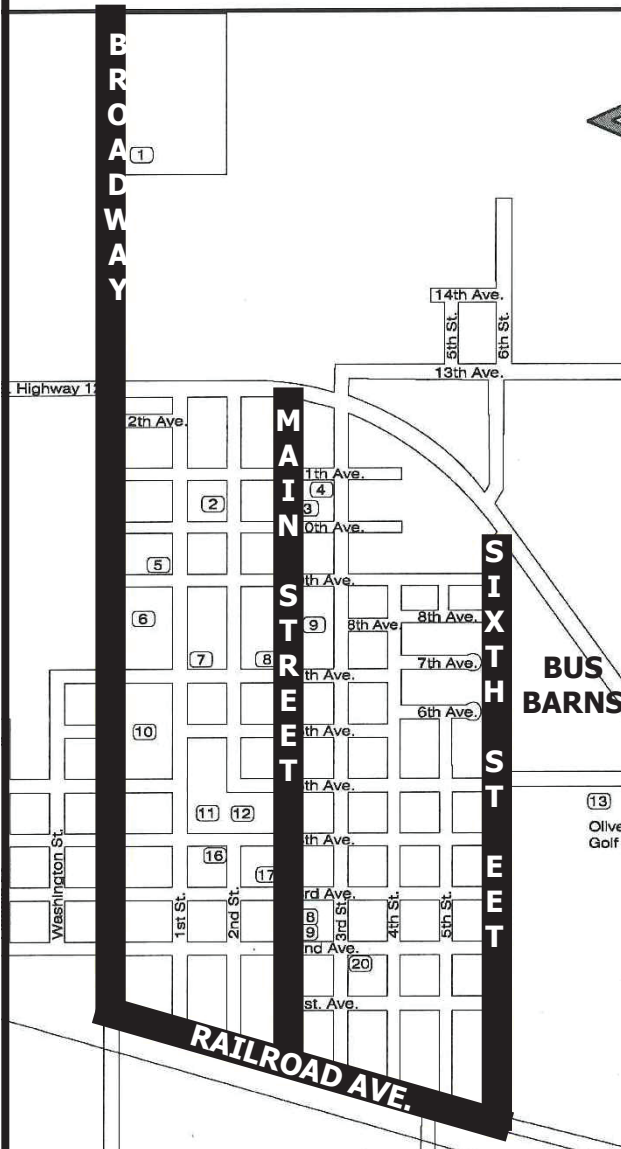 BROADWAY
1
14th Ave.
5th St.
6th St.
13th Ave.
Highway 12
2th Ave.
MAIN STREET
1th Ave.
4
2
3
0th Ave.
SIXTH ST EET
5
th Ave.
6
9
8th Ave.
8th Ave.
7
8
7th Ave.
BUS
BARNS
th Ave.
6th Ave.
10
th Ave.
th Ave.
13
11
12
Olive
Golf
th Ave.
16
17
Washington St.
1st St.
2nd St.
rd Ave.
3rd St.
4th St.
5th St.
8
9
nd Ave.
20
st. Ave.
RAILROAD AVE.